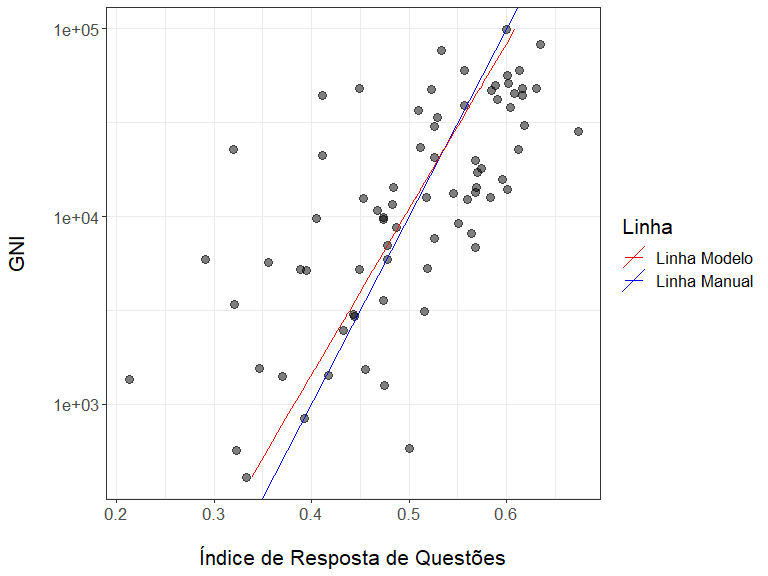 1e+05
1e+04
1e+03
GNI
0.2
0.3
0.4
0.5
0.6
Índice de Resposta de Questões
Linha
Linha Modelo
Linha Manual